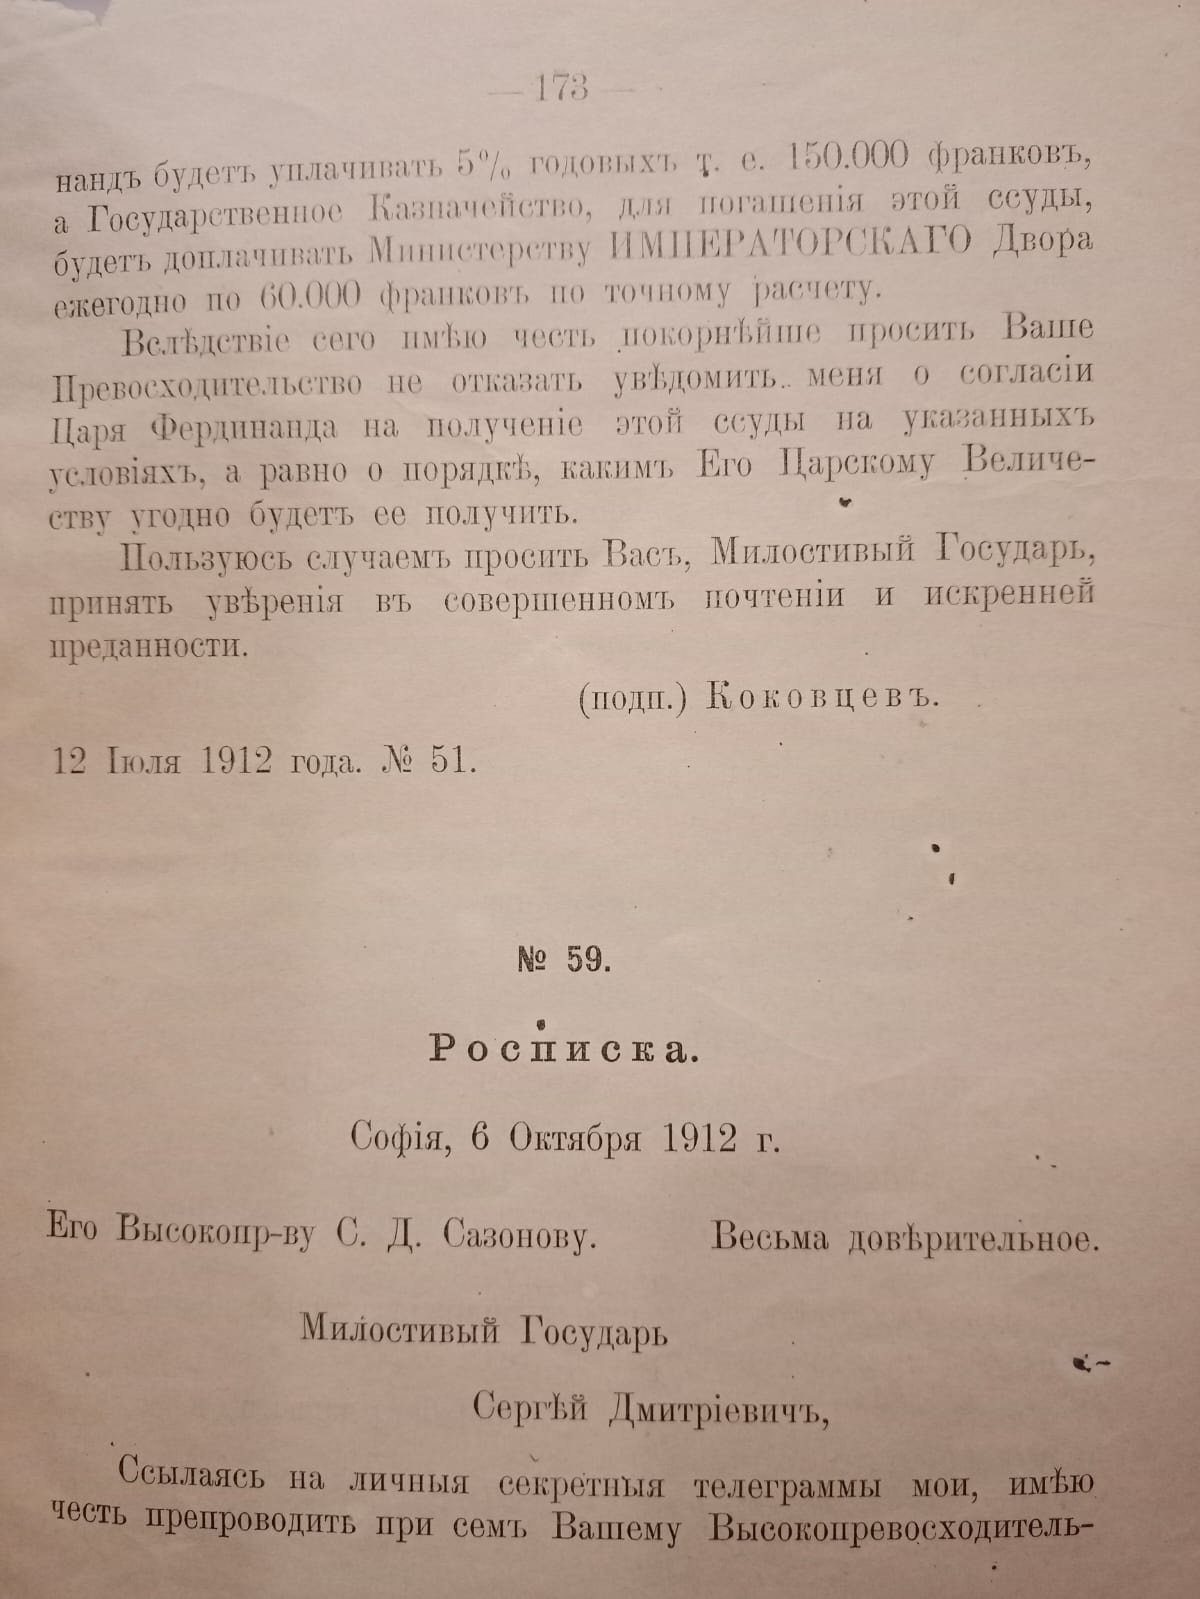 — 173 —
нандъ будетъ уплачивать 5% годовыхъ т. е. 150.000 франковъ,
а Государственное Казначейство, для погашенія этой ссуды,
будетъ доплачивать Министерству ИМПЕРАТОРСКАГО Двора
ежегодно по 60.000 франковъ по точному расчету.
Вслѣдствіе сего имѣю честь покорнѣйше просить Ваше
Превосходительство не отказать увѣдомить меня о согласіи
Царя Фердинанда на полученіе этой ссуды на указанныхъ
условіяхъ, а равно о порядкѣ, какимъ Его Царскому Величе-
ству угодно будетъ ее получить.
Пользуюсь случаемъ просить Васъ, Милостивый Государь,
принять увѣренія въ совершенномъ почтеніи и искренней
преданности.
(подп.) Коковцевъ.
12 Іюля 1912 года. № 51.
№ 59.
Росписка.
Софія, 6 Октября 1912 г.
Его Высокопр-ву С. Д. Сазонову. Весьма довѣрительное.
Милостивый Государь
Сергѣй Дмитріевичъ,
Ссылаясь на личныя секретныя телеграммы мои, имѣю
честь препроводить при семъ Вашему Высокопревосходитель-